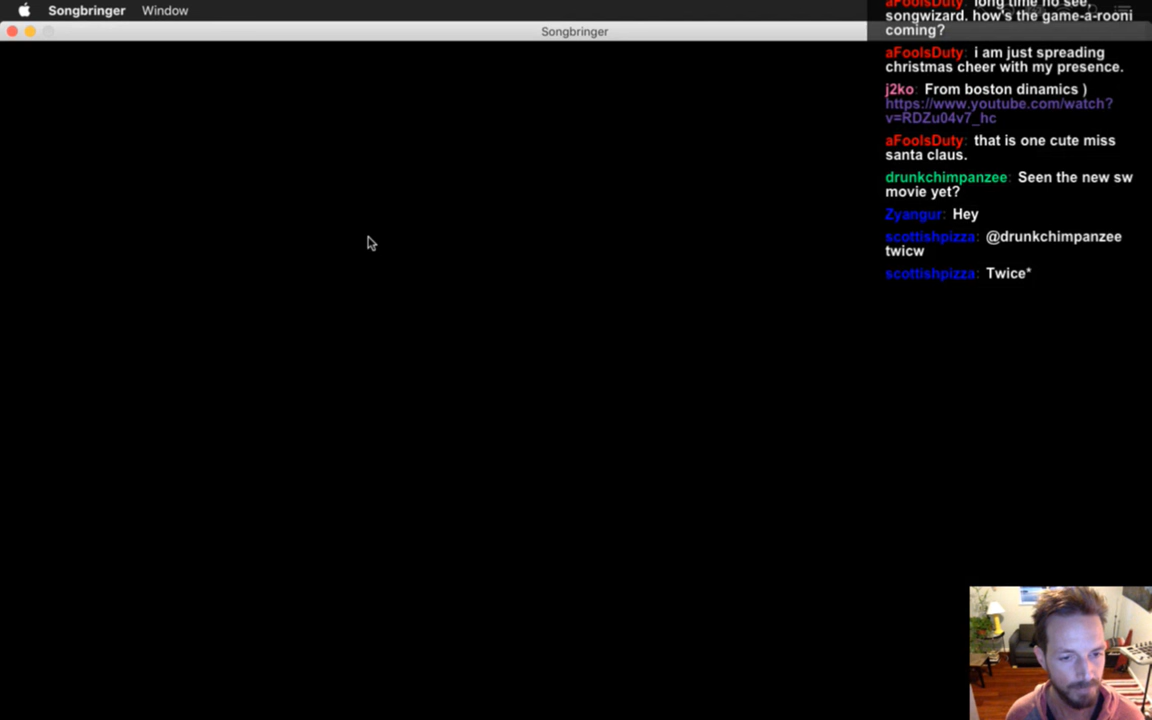 Songbringer Window
Songbringer
aFoolsDuty: long time no see,
songwizard. how's the game-a-rooni
coming?
aFoolsDuty: i am just spreading
christmas cheer with my presence.
j2ko: From boston dinamics )
https://www.youtube.com/watch?
v=RDZu04v7_hc
aFoolsDuty: that is one cute miss
santa claus.
drunkchimpanzee: Seen the new sw
movie yet?
Zyangur: Hey
scottishpizza: @drunkchimpanzee
twicw
scottishpizza: Twice*